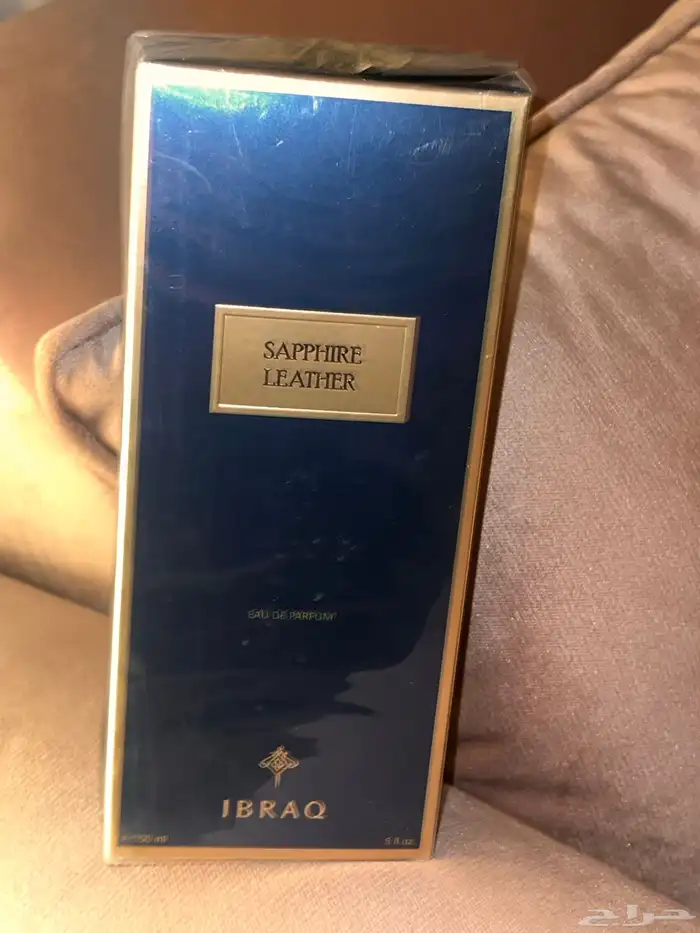 SAPPHIRE
LEATHER
EAU DE PARFUM
IBRAQ
5 fl oz.
حراج